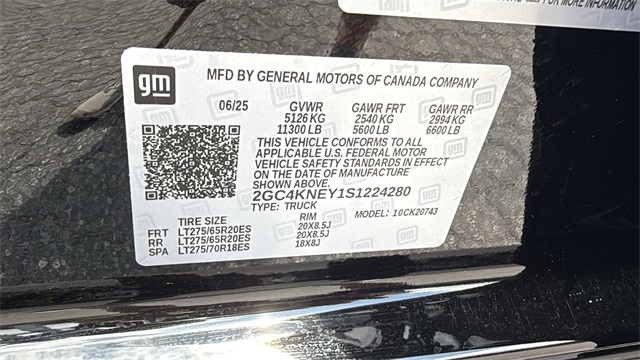 FOR MORE INFORMATION
gm
MFD BY GENERAL MOTORS OF CANADA COMPANY
06/25 GVWR GAWR FRT GAWR RR
5126 KG 2540 KG 2994 KG
11300 LB 5600 LB 6600 LB
THIS VEHICLE CONFORMS TO ALL
APPLICABLE U.S. FEDERAL MOTOR
VEHICLE SAFETY STANDARDS IN EFFECT
ON THE DATE OF MANUFACTURE
SHOWN ABOVE.
2GC4KNEY1S1224280
TYPE: TRUCK MODEL: 10CK20743
TIRE SIZE RIM
FRT LT275/65R20ES 20X8.5J
RR LT275/65R20ES 20X8.5J
SPA LT275/70R18ES 18X8J